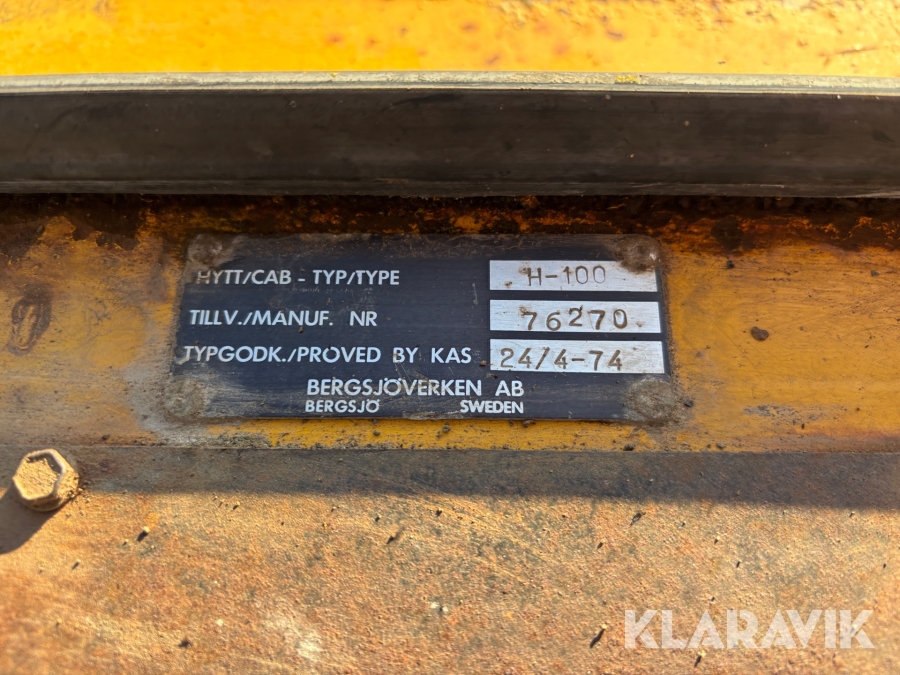 HYTT/CAB - TYP/TYPE H-100
TILLV./MANUF. NR 76270
TYPGODK./PROVED BY KAS 24/4-74
BERGSJÖVERKEN AB
BERGSJÖ SWEDEN
KLARAVIK